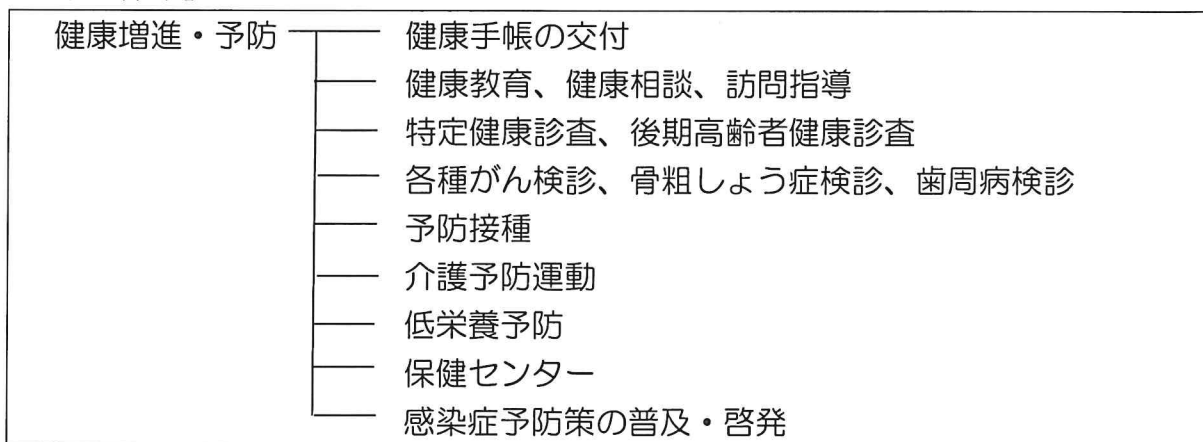 健康増進・予防 健康手帳の交付
健康教育、健康相談、訪問指導
特定健康診査、後期高齢者健康診査
各種がん検診、骨粗しょう症検診、歯周病検診
予防接種
介護予防運動
低栄養予防
保健センター
感染症予防策の普及・啓発